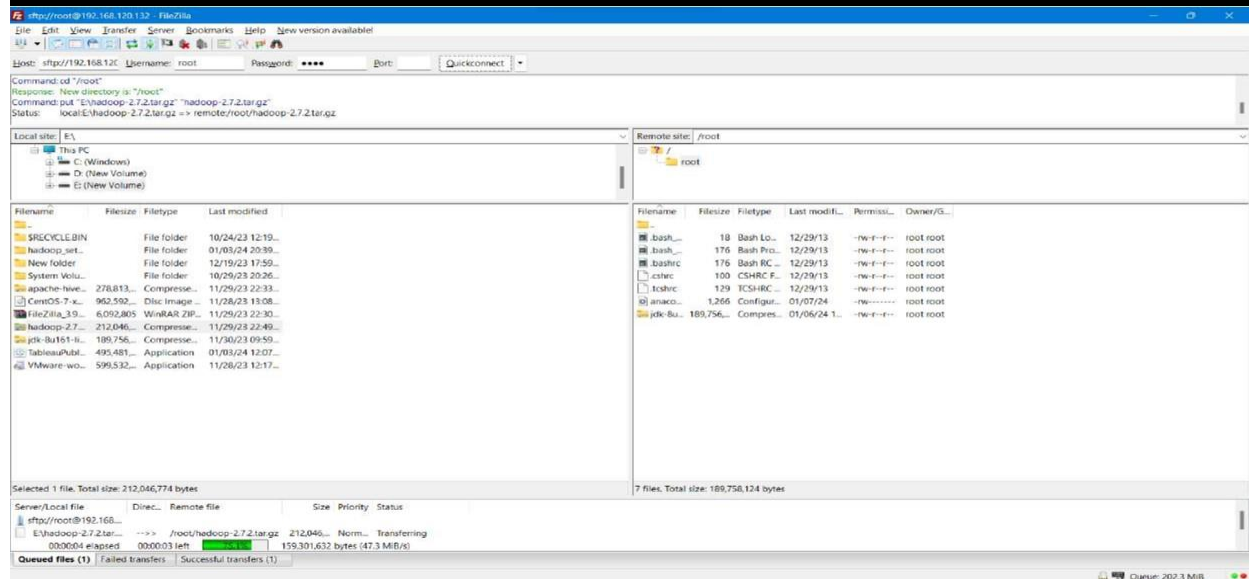 sftp://root@192.168.120.132 - FileZilla
File Edit View Transfer Server Bookmarks Help New version available!
Host: sftp://192.168.12( Username: root Password: •••• Port: Quickconnect
Command: cd "/root"
Response: New directory is: "/root"
Command: put "E:\hadoop-2.7.2.tar.gz" "hadoop-2.7.2.tar.gz"
Status: local:E:\hadoop-2.7.2.tar.gz => remote:/root/hadoop-2.7.2.tar.gz
Local site: E:\
This PC
C: (Windows)
D: (New Volume)
E: (New Volume)
Remote site: /root
/
root
Filename Filesize Filetype Last modified
..
$RECYCLE.BIN File folder 10/24/23 12:19...
hadoop_set... File folder 01/03/24 20:39...
New folder File folder 12/19/23 17:59...
System Volu... File folder 10/29/23 20:26...
apache-hive... 278,813,... Compresse... 11/29/23 22:33...
CentOS-7-x... 962,592,... Disc Image ... 11/28/23 13:08...
FileZilla_3.9... 6,092,805 WinRAR ZIP... 11/29/23 22:30...
hadoop-2.7... 212,046,... Compresse... 11/29/23 22:49...
jdk-8u161-li... 189,756,... Compresse... 11/30/23 09:59...
TableauPubl... 495,481,... Application 01/03/24 12:07...
VMware-wo... 599,532,... Application 11/28/23 12:17...
Selected 1 file. Total size: 212,046,774 bytes
Filename Filesize Filetype Last modifi... Permissi... Owner/G...
..
.bash_... 18 Bash Lo... 12/29/13 -rw-r--r-- root root
.bash_... 176 Bash Pro... 12/29/13 -rw-r--r-- root root
.bashrc 176 Bash RC ... 12/29/13 -rw-r--r-- root root
.cshrc 100 CSHRC F... 12/29/13 -rw-r--r-- root root
.tcshrc 129 TCSHRC ... 12/29/13 -rw-r--r-- root root
anaco... 1,266 Configur... 01/07/24 -rw------- root root
jdk-8u... 189,756,... Compres... 01/06/24 1... -rw-r--r-- root root
7 files. Total size: 189,758,124 bytes
Server/Local file Direc... Remote file Size Priority Status
sftp://root@192.168....
E:\hadoop-2.7.2.tar.... -->> /root/hadoop-2.7.2.tar.gz 212,046,... Norm... Transferring
00:00:04 elapsed 00:00:03 left 75.1% 159,301,632 bytes (47.3 MiB/s)
Queued files (1) Failed transfers Successful transfers (1)
Queue: 202.3 MiB